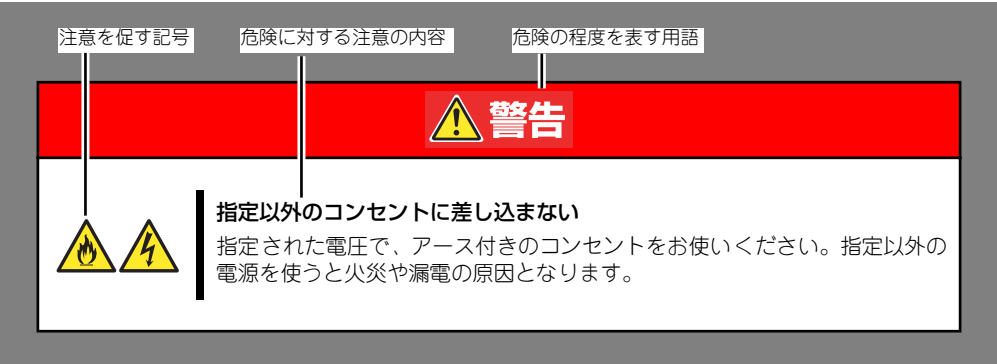 注意を促す記号
危険に対する注意の内容
危険の程度を表す用語
警告
指定以外のコンセントに差し込まない
指定された電圧で、アース付きのコンセントをお使いください。指定以外の
電源を使うと火災や漏電の原因となります。